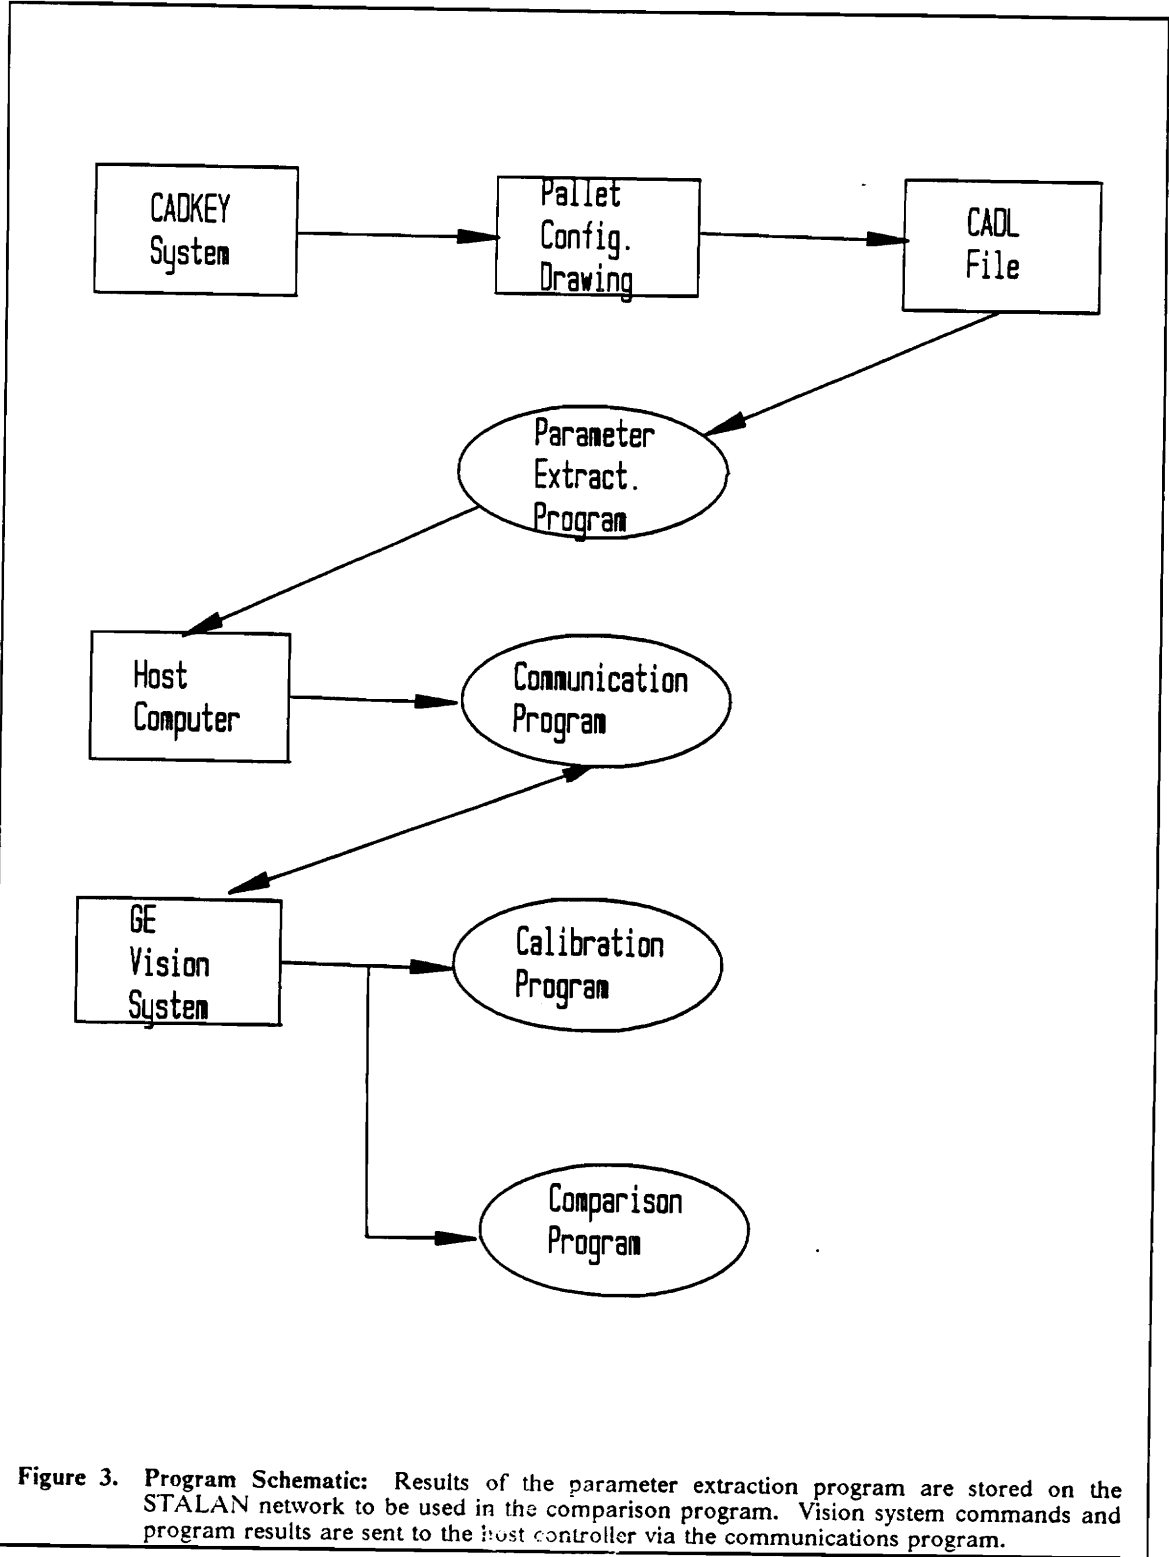 CADKEY
System
Pallet
Config.
Drawing
CADL
File
Parameter
Extract.
Program
Host
Computer
Communication
Program
GE
Vision
System
Calibration
Program
Comparison
Program
Figure 3. Program Schematic: Results of the parameter extraction program are stored on the
STALAN network to be used in the comparison program. Vision system commands and
program results are sent to the host controller via the communications program.